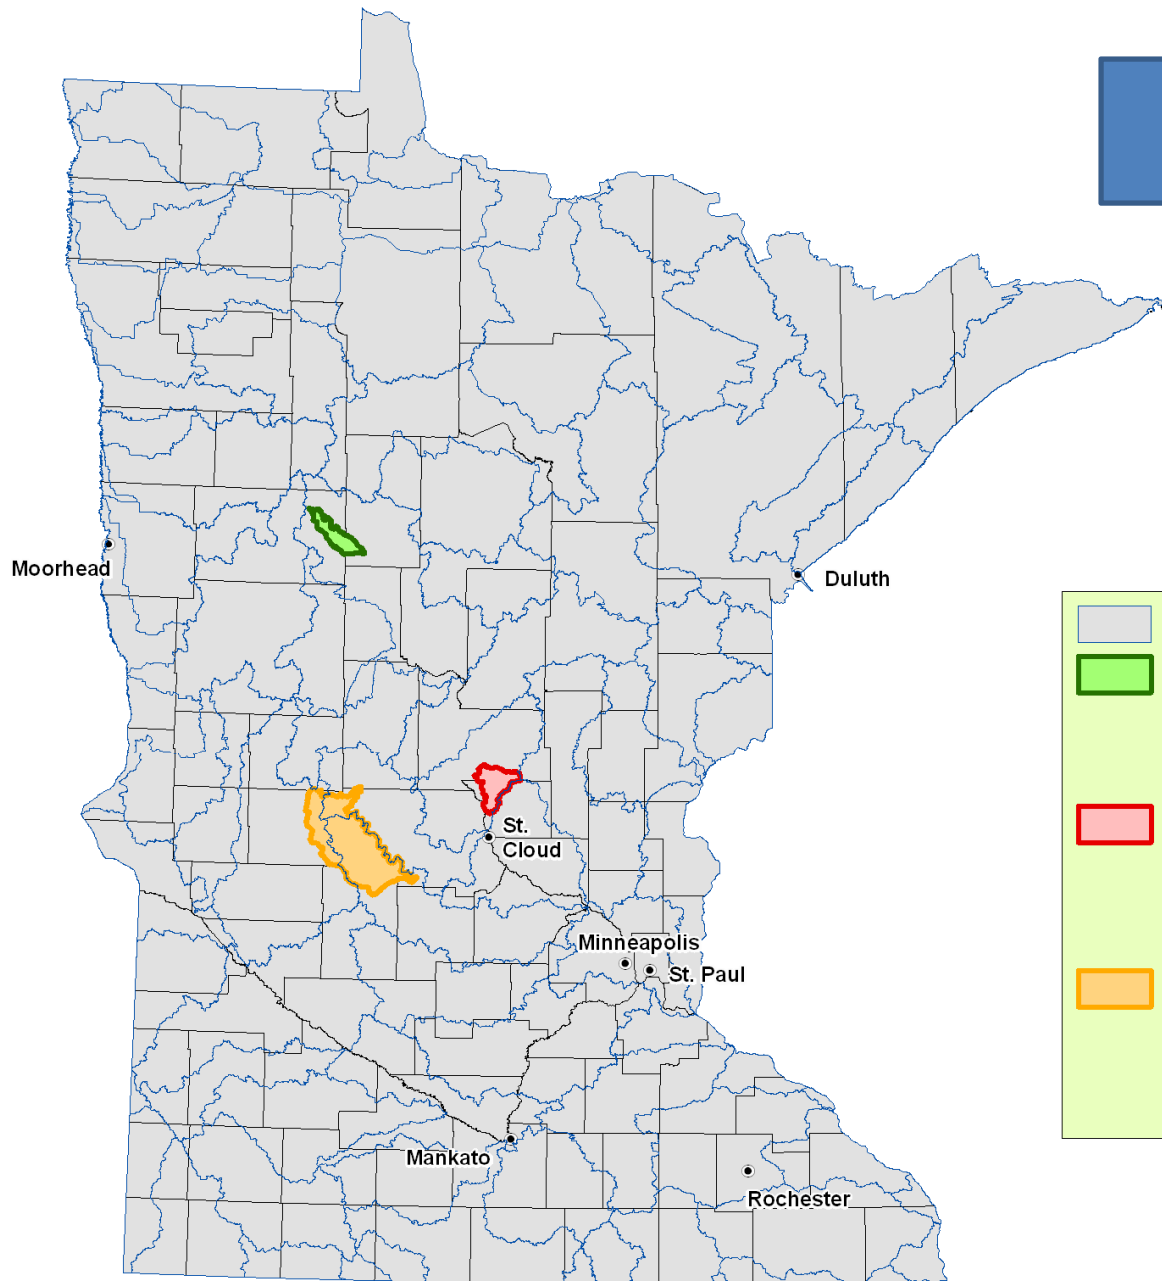 Moorhead
Duluth
St.
Cloud
Minneapolis
St. Paul
Mankato
Rochester